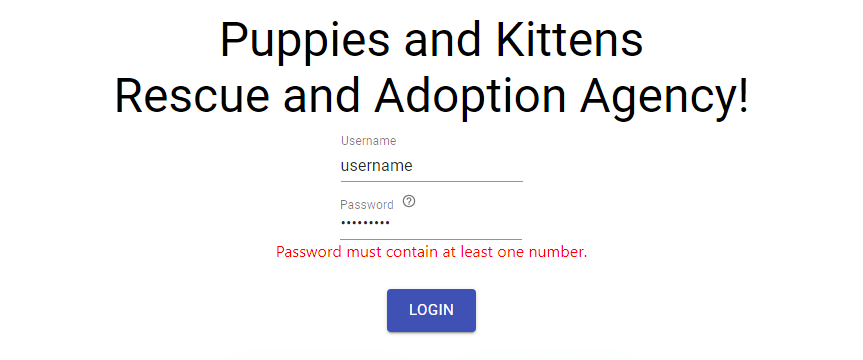 Puppies and Kittens
Rescue and Adoption Agency!
Username
username
Password ?
•••••••••
Password must contain at least one number.
LOGIN